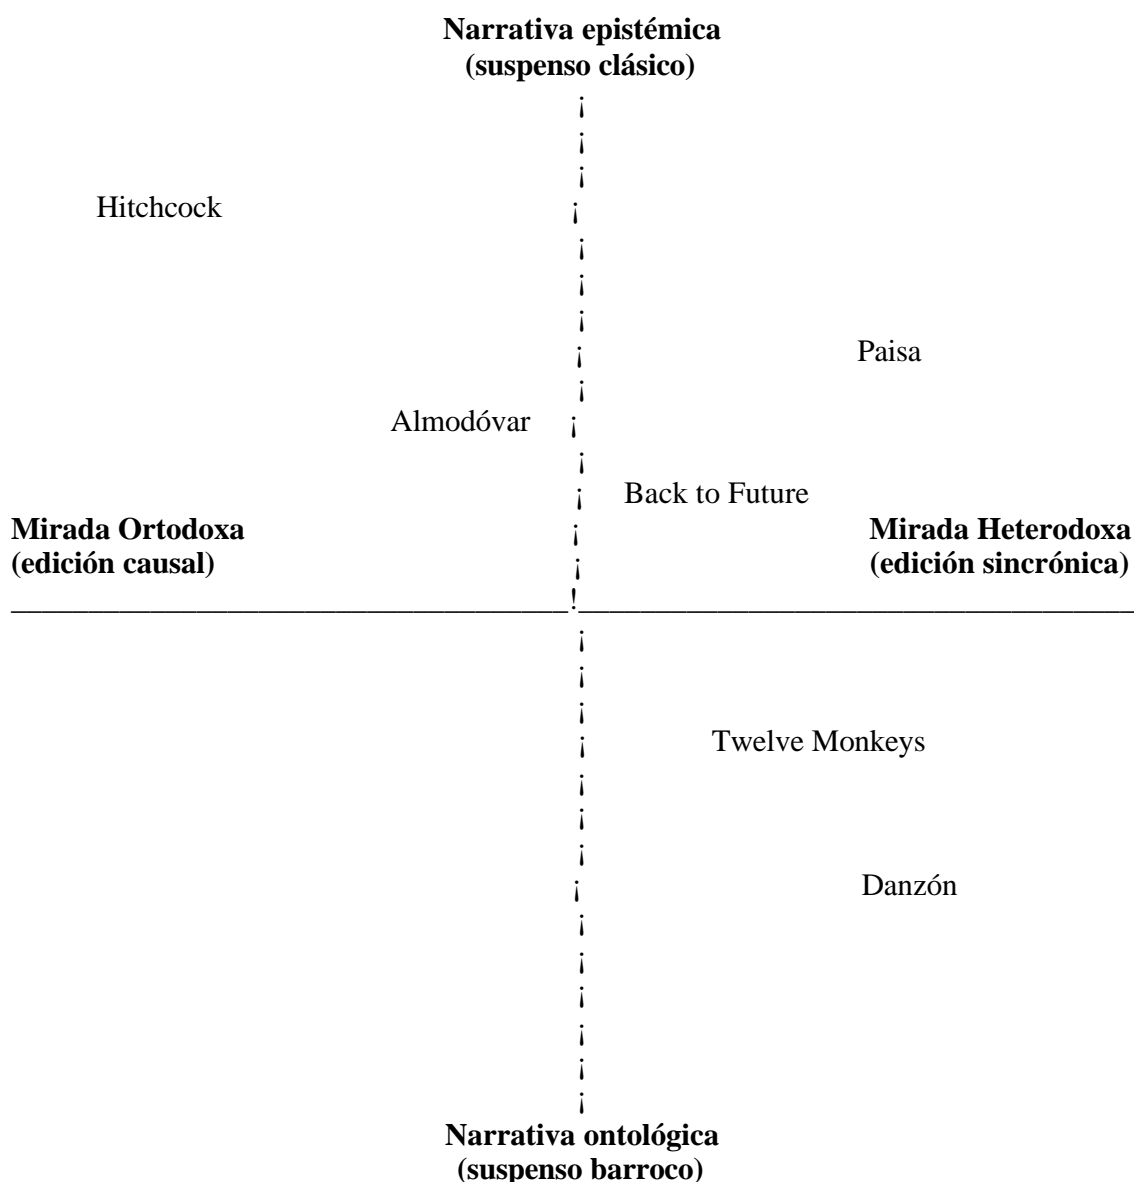 Narrativa epistémica
(suspenso clásico)
Hitchcock
Paisa
Almodóvar
Back to Future
Mirada Ortodoxa
(edición causal)
Mirada Heterodoxa
(edición sincrónica)
Twelve Monkeys
Danzón
Narrativa ontológica
(suspenso barroco)